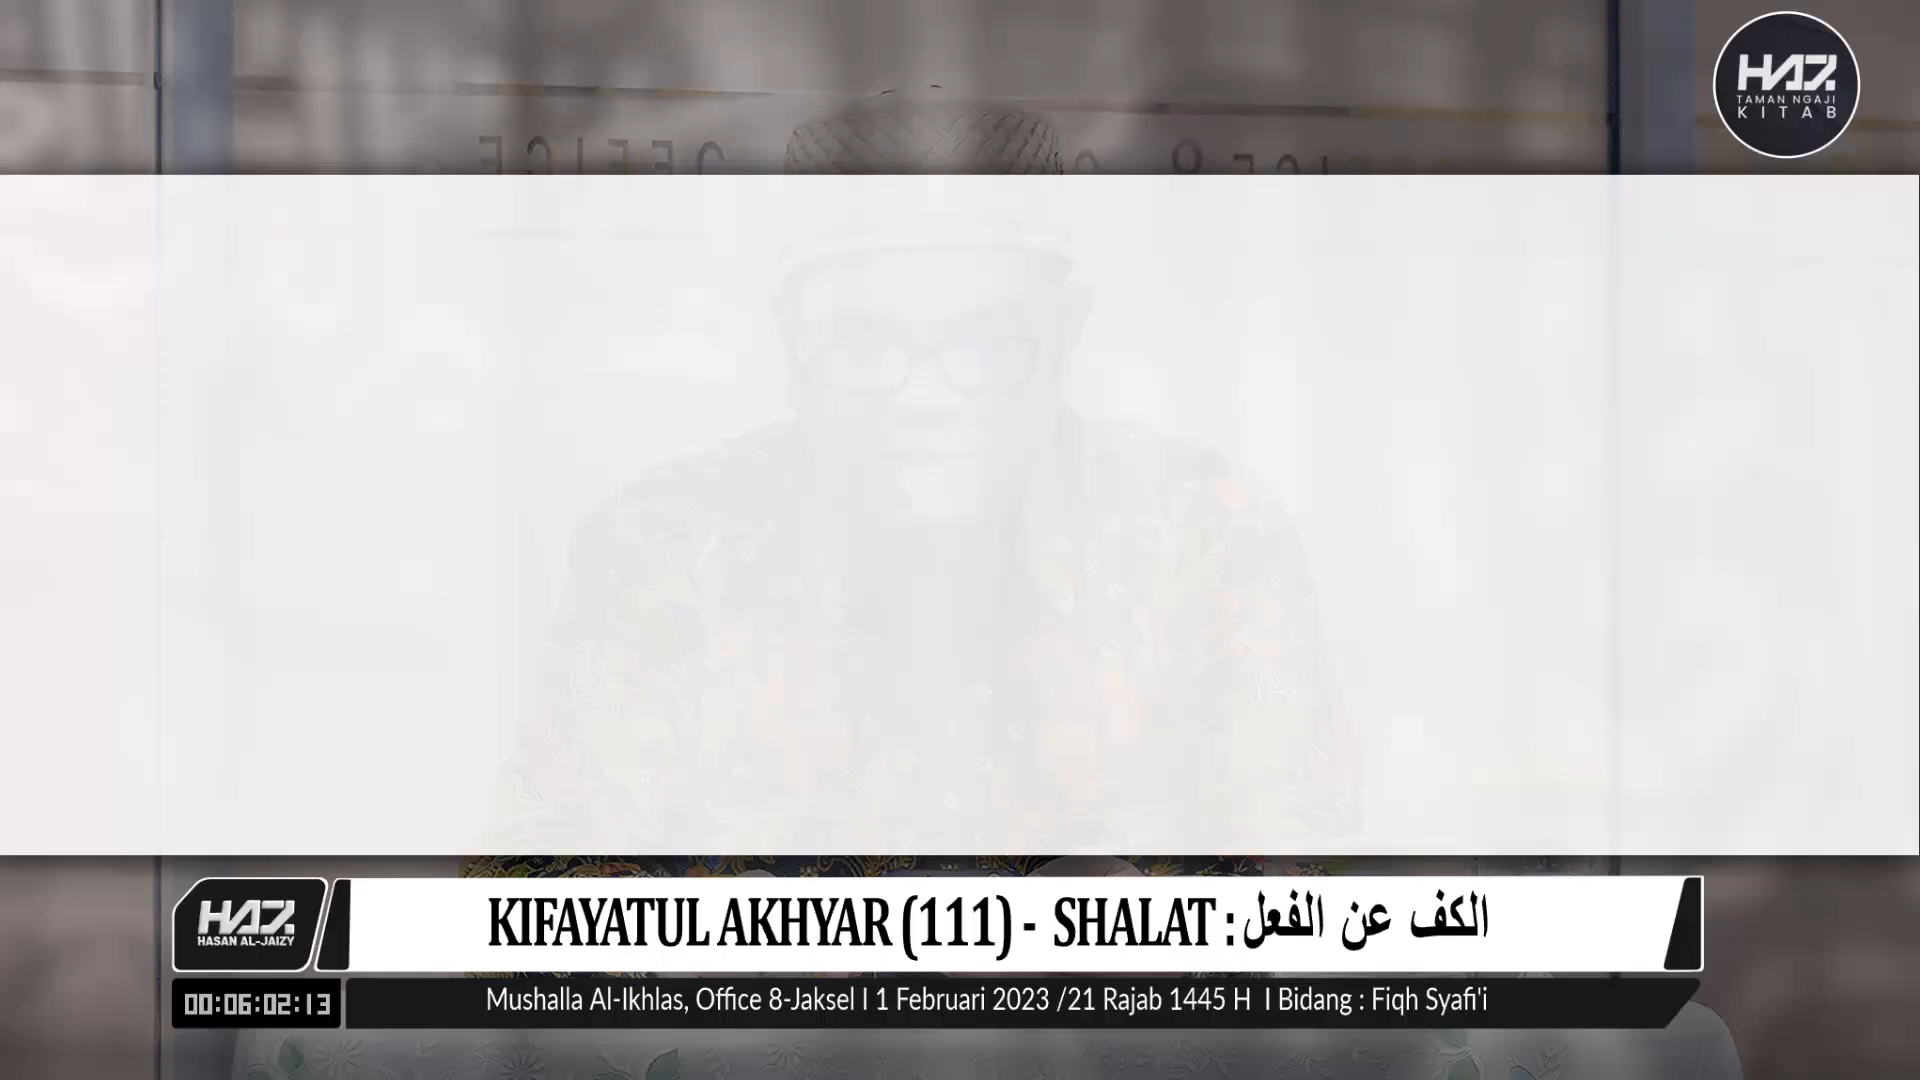 HAZ
TAMAN NGAJI
KITAB
HAZ
HASAN AL-JAIZY
KIFAYATUL AKHYAR (111) - SHALAT : الكف عن الفعل
00:06:02:13
Mushalla Al-Ikhlas, Office 8-Jaksel I 1 Februari 2023 /21 Rajab 1445 H I Bidang : Fiqh Syafi'i